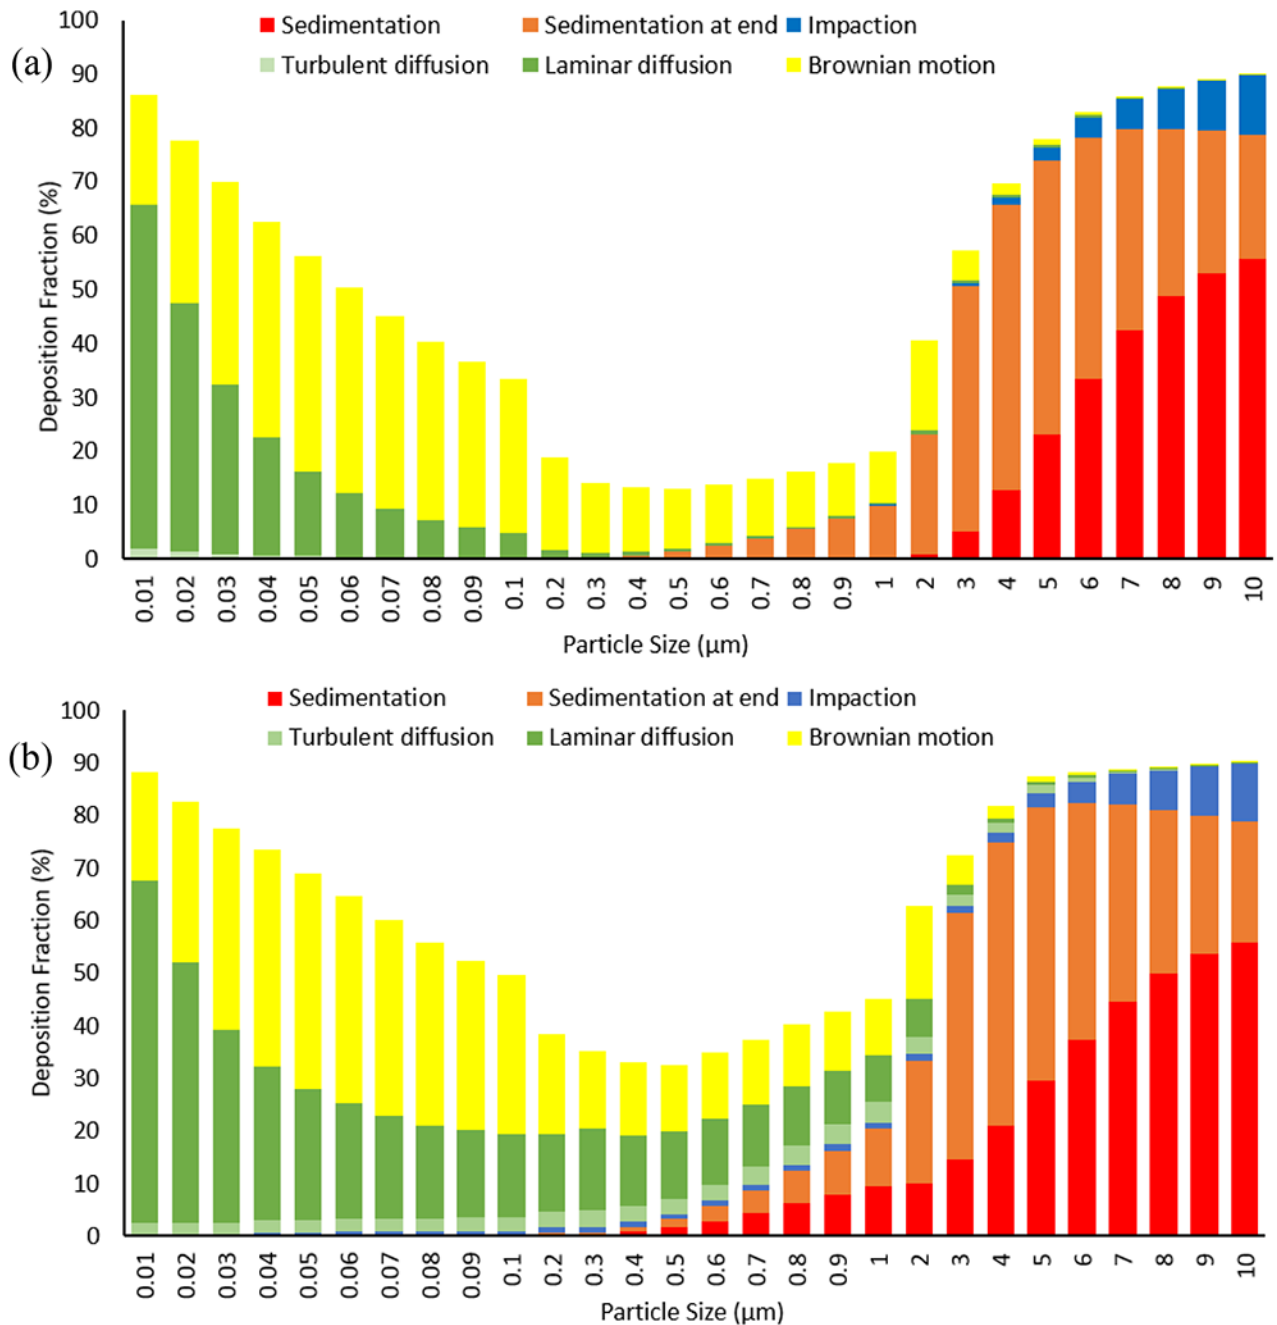 (a)
Sedimentation Sedimentation at end Impaction
Turbulent diffusion Laminar diffusion Brownian motion
Deposition Fraction (%)
100
90
80
70
60
50
40
30
20
10
0
0.01 0.02 0.03 0.04 0.05 0.06 0.07 0.08 0.09 0.1 0.2 0.3 0.4 0.5 0.6 0.7 0.8 0.9 1 2 3 4 5 6 7 8 9 10
Particle Size (μm)
(b)
Sedimentation Sedimentation at end Impaction
Turbulent diffusion Laminar diffusion Brownian motion
Deposition Fraction (%)
100
90
80
70
60
50
40
30
20
10
0
0.01 0.02 0.03 0.04 0.05 0.06 0.07 0.08 0.09 0.1 0.2 0.3 0.4 0.5 0.6 0.7 0.8 0.9 1 2 3 4 5 6 7 8 9 10
Particle Size (μm)